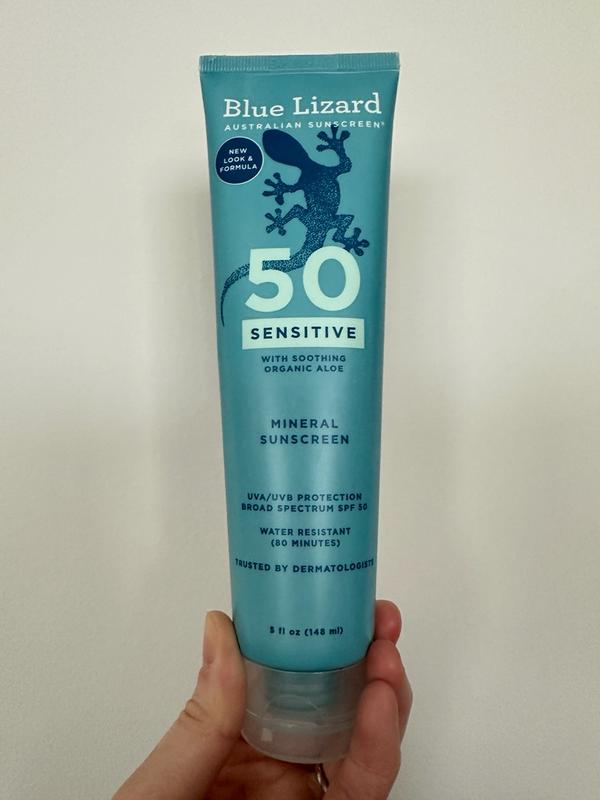 Blue Lizard
AUSTRALIAN SUNSCREEN®
NEW
LOOK &
FORMULA
50
SENSITIVE
WITH SOOTHING
ORGANIC ALOE
MINERAL
SUNSCREEN
UVA/UVB PROTECTION
BROAD SPECTRUM SPF 50
WATER RESISTANT
(80 MINUTES)
TRUSTED BY DERMATOLOGISTS
5 fl oz (148 ml)